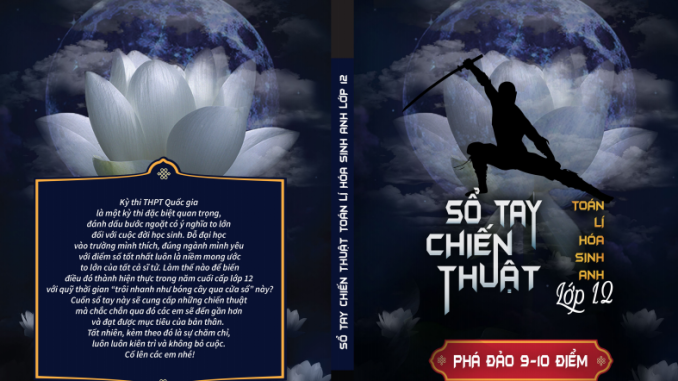 Kỳ thi THPT Quốc gia
là một kỳ thi đặc biệt quan trọng,
đánh dấu bước ngoặt có ý nghĩa to lớn
đối với cuộc đời học sinh. Đỗ đại học
vào trường mình thích, đúng ngành mình yêu
với điểm số tốt nhất luôn là niềm mong ước
to lớn của tất cả sĩ tử. Làm thế nào để biến
điều đó thành hiện thực trong năm cuối cấp lớp 12
với quỹ thời gian "trôi nhanh như bóng câu qua cửa sổ" này?
Cuốn sổ tay này sẽ cung cấp những chiến thuật
mà chắc chắn qua đó các em sẽ đến gần hơn
và đạt được mục tiêu của bản thân.
Tất nhiên, kèm theo đó là sự chăm chỉ,
luôn luôn kiên trì và không bỏ cuộc.
Cố lên các em nhé!
SỔ TAY CHIẾN THUẬT TOÁN LÍ HÓA SINH ANH LỚP 12
SỔ TAY
CHIẾN
THUẬT
TOÁN
LÍ
HÓA
SINH
ANH
Lớp 12
PHÁ ĐẢO 9-10 ĐIỂM